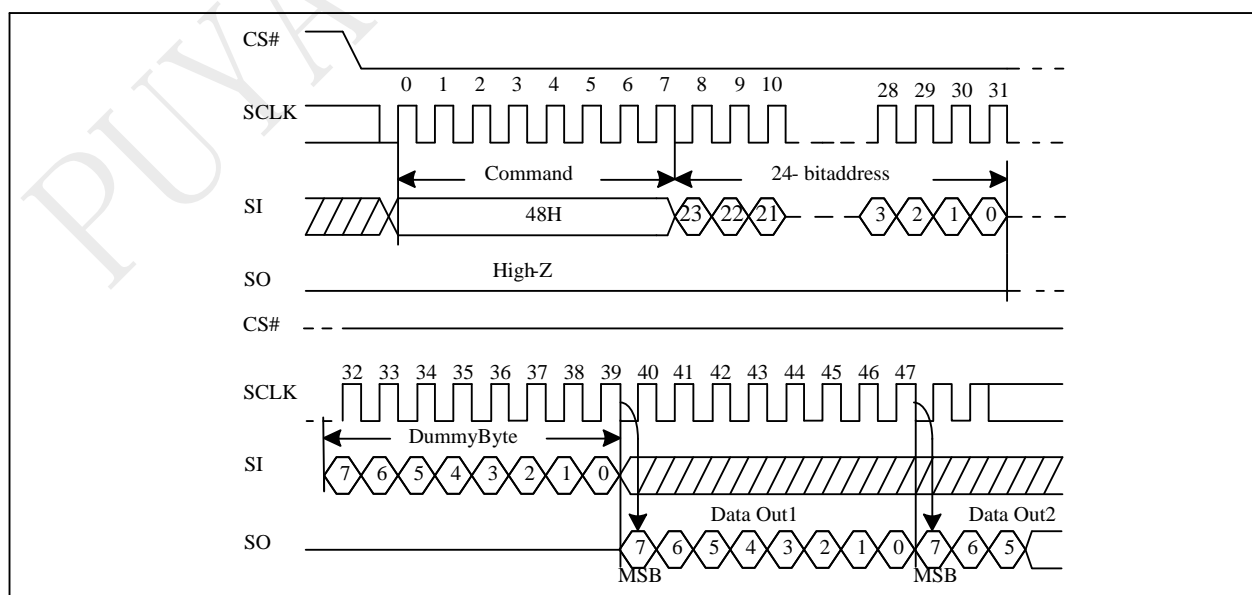 PUYA
CS#
0 1 2 3 4 5 6 7 8 9 10 28 29 30 31
SCLK
Command 24- bitaddress
SI 48H 23 22 21 3 2 1 0
SO High-Z
CS#
32 33 34 35 36 37 38 39 40 41 42 43 44 45 46 47
SCLK
DummyByte
SI 7 6 5 4 3 2 1 0
Data Out1 Data Out2
SO 7 6 5 4 3 2 1 0 7 6 5
MSB MSB